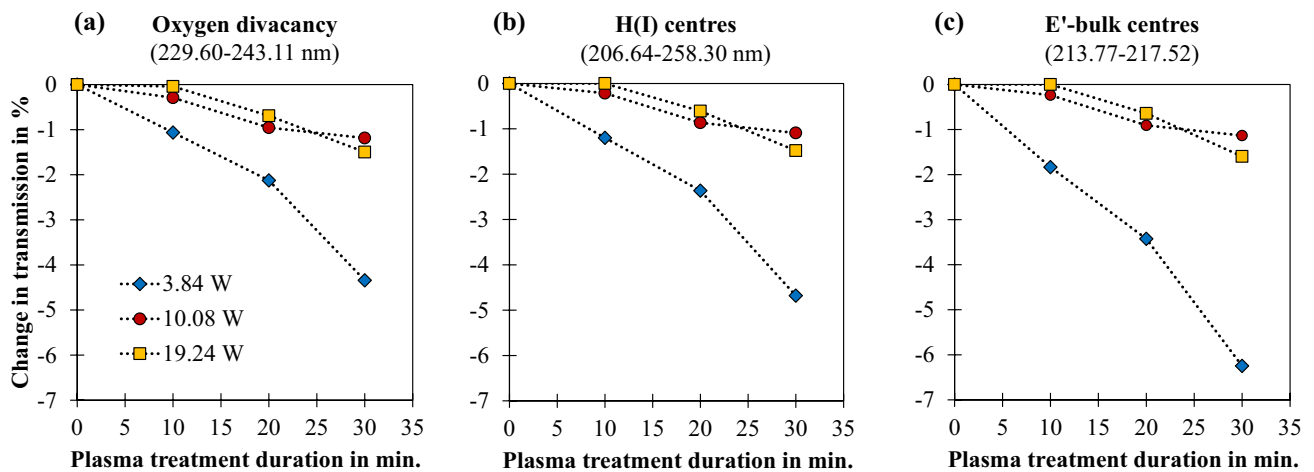 (a)
Oxygen divacancy
(229.60-243.11 nm)
0
-1
-2
-3
-4
-5
-6
-7
Change in transmission in %
3.84 W
10.08 W
19.24 W
0 5 10 15 20 25 30 35
Plasma treatment duration in min.
(b)
H(I) centres
(206.64-258.30 nm)
0
-1
-2
-3
-4
-5
-6
-7
0 5 10 15 20 25 30 35
Plasma treatment duration in min.
(c)
E'-bulk centres
(213.77-217.52)
0
-1
-2
-3
-4
-5
-6
-7
0 5 10 15 20 25 30 35
Plasma treatment duration in min.